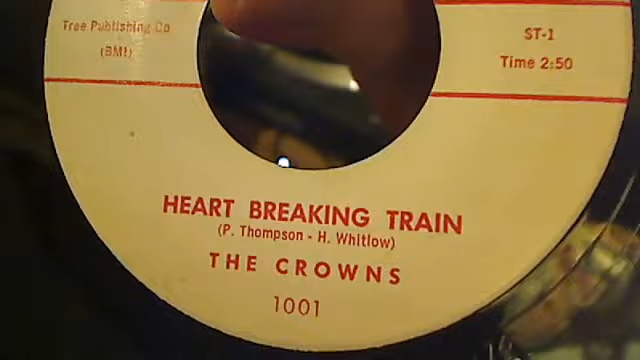 Tree Publishing Co
(BMI)
ST-1
Time 2:50
HEART BREAKING TRAIN
(P. Thompson - H. Whitlow)
THE CROWNS
1001